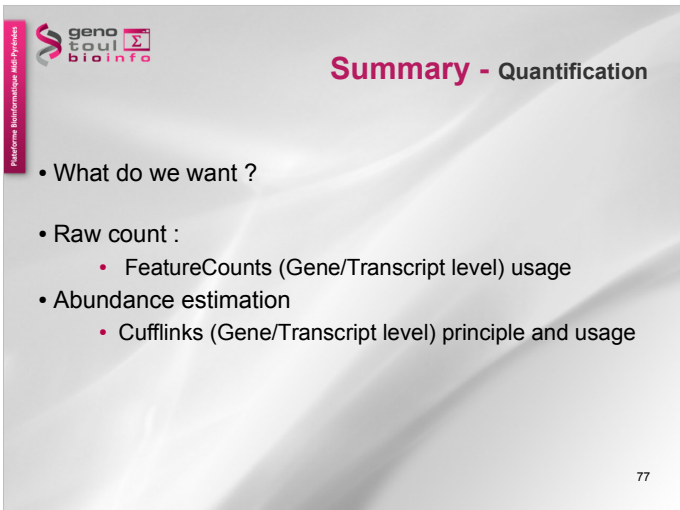 Plateforme Bioinformatique Midi-Pyrénées
geno
toul Σ
bioinfo
Summary - Quantification
• What do we want ?
• Raw count :
• FeatureCounts (Gene/Transcript level) usage
• Abundance estimation
• Cufflinks (Gene/Transcript level) principle and usage
77